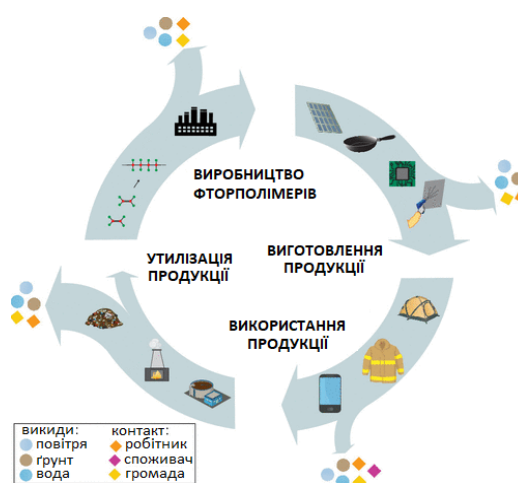 ВИРОБНИЦТВО
ФТОРПОЛІМЕРІВ
УТИЛІЗАЦІЯ
ПРОДУКЦІЇ
ВИГОТОВЛЕННЯ
ПРОДУКЦІЇ
ВИКОРИСТАННЯ
ПРОДУКЦІЇ
викиди: контакт:
повітря робітник
ґрунт споживач
вода громада